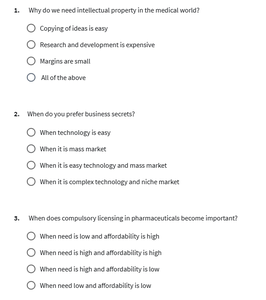 1. Why do we need intellectual property in the medical world?
Copying of ideas is easy
Research and development is expensive
Margins are small
All of the above
2. When do you prefer business secrets?
When technology is easy
When it is mass market
When it is easy technology and mass market
When it is complex technology and niche market
3. When does compulsory licensing in pharmaceuticals become important?
When need is low and affordability is high
When need is high and affordability is high
When need is high and affordability is low
When need low and affordability is low